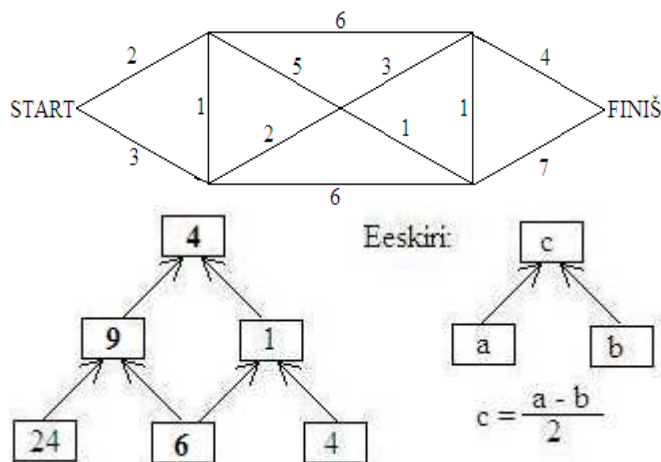 6
2 5 3 4
START 1 1 FINIŠ
3 2 1 7
6
4 Eeskiri: c
9 1 a b
24 6 4 c = a - b
2